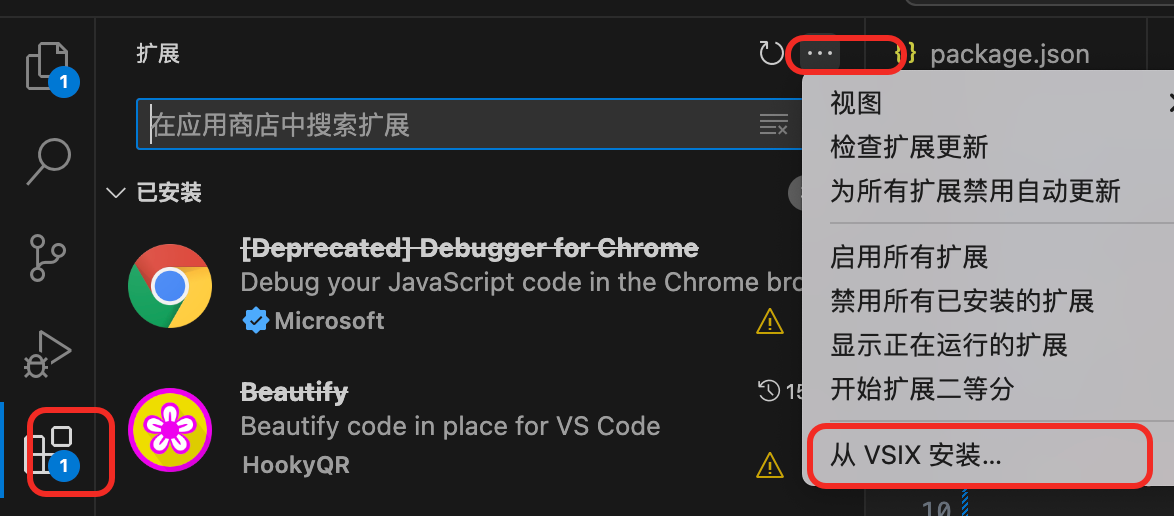 扩展
··· {} package.json
1
在应用商店中搜索扩展
已安装
[Deprecated] Debugger for Chrome
Debug your JavaScript code in the Chrome bro
Microsoft
Beautify
Beautify code in place for VS Code
HookyQR
1
视图
检查扩展更新
为所有扩展禁用自动更新
启用所有扩展
禁用所有已安装的扩展
显示正在运行的扩展
开始扩展二等分
从 VSIX 安装...
10